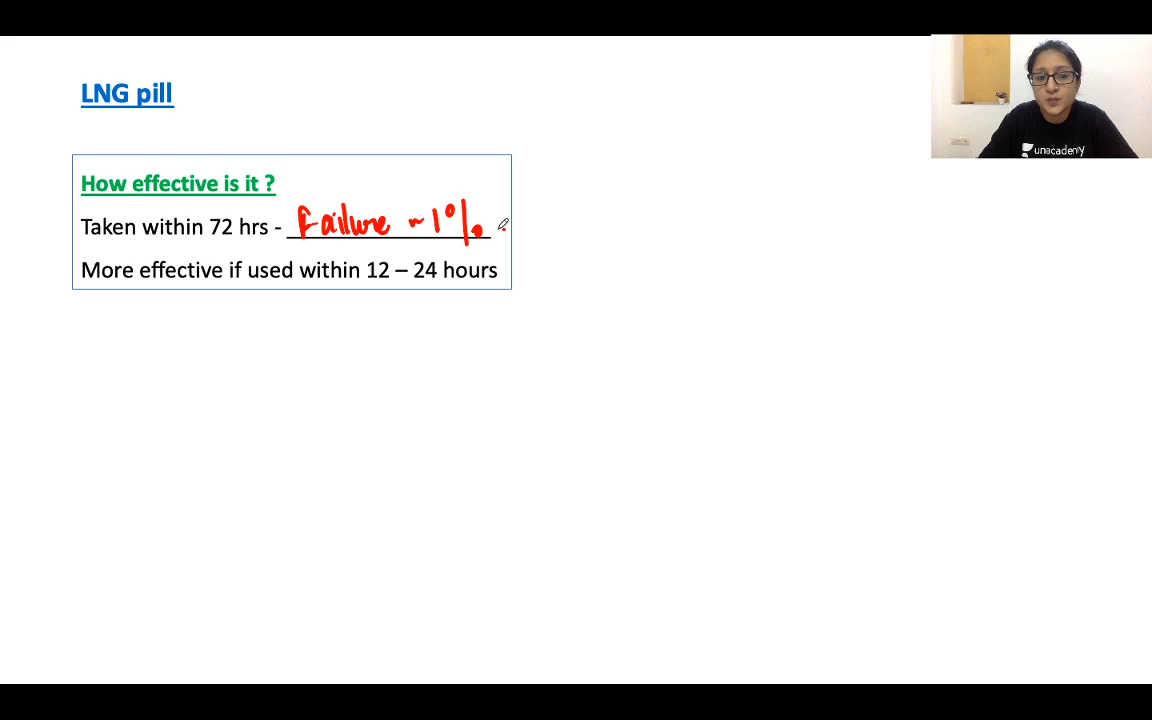 LNG pill
How effective is it ?
Taken within 72 hrs - Failure ~1%
More effective if used within 12 – 24 hours
unacademy